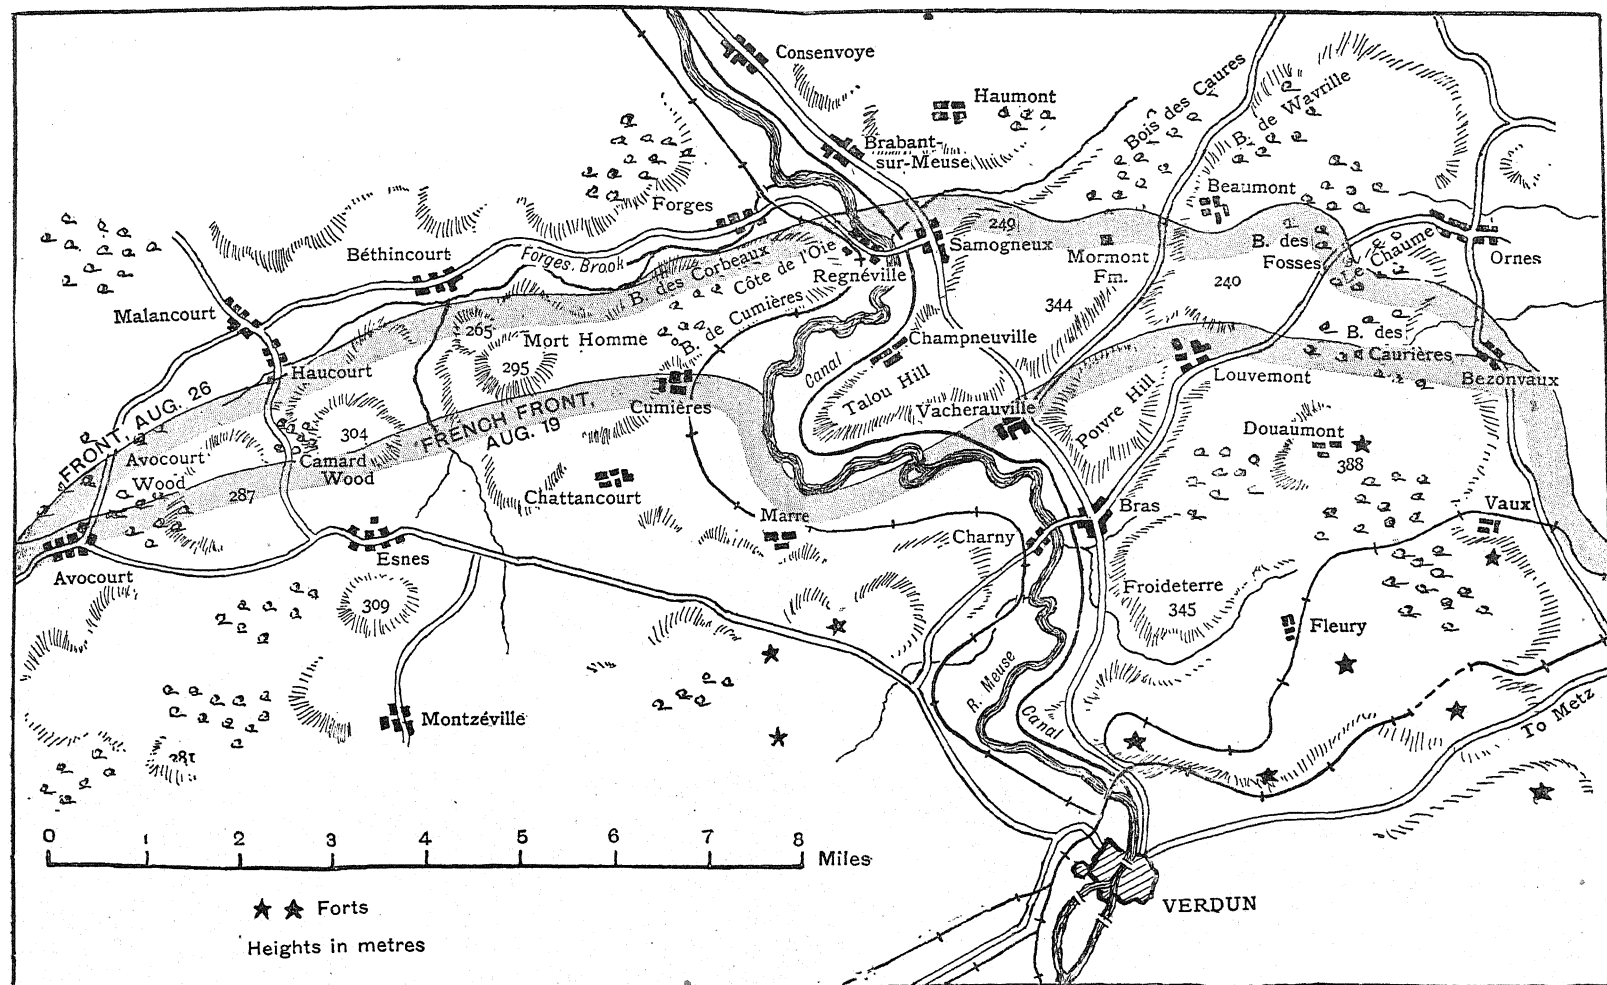 Consenvoye
Haumont
Bois des Caures
B. de Wavrille
Brabant-
sur-Meuse
Forges
Beaumont
249
Samogneux
Mormont
Fm.
B. des
Fosses
Le Chaume
Ornes
Béthincourt
Forges Brook
B. des Corbeaux
Côte de l'Oie
Regnéville
B. de Cumières
240
344
Malancourt
265
Mort Homme
295
Haucourt
Canal
Champneuville
Talou Hill
B. des
Caurières
Louvemont
Bezonvaux
FRONT, AUG. 26
FRENCH FRONT,
AUG. 19
Cumières
Vacherauville
Poivre Hill
Douaumont
388
304
Avocourt
Wood
Camard
Wood
287
Chattancourt
Marre
Charny
Bras
Vaux
Esnes
Avocourt
309
Froideterre
345
Fleury
R. Meuse
Canal
Montzéville
281
To Metz
0 1 2 3 4 5 6 7 8 Miles
VERDUN
Forts
Heights in metres